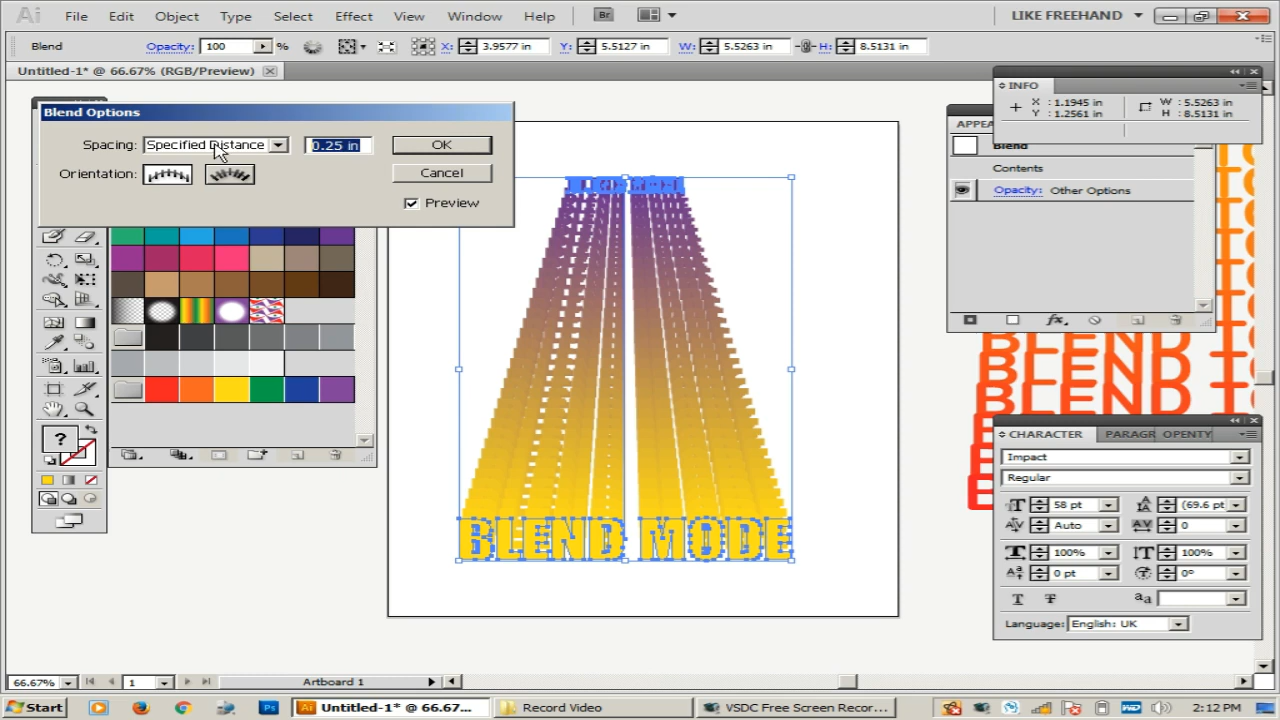 Ai File Edit Object Type Select Effect View Window Help Br LIKE FREEHAND
Blend Opacity: 100 % X: 3.9577 in Y: 5.5127 in W: 5.5263 in H: 8.5131 in
Untitled-1* @ 66.67% (RGB/Preview)
Blend Options
Spacing: Specified Distance 0.25 in OK
Orientation: Cancel
Preview
INFO
X : 1.1945 in
Y : 1.2561 in
W : 5.5263 in
H : 8.5131 in
APPEA
Blend
Contents
Opacity: Other Options
BLEND MODE
BLEND TO
BLEND
BLEND
?
CHARACTER PARAGR OPENTY
Impact
Regular
58 pt (69.6 pt
Auto 0
100% 100%
0 pt 0°
Language: English: UK
66.67% 1 Artboard 1
Start Ps Ai Untitled-1* @ 66.67... Record Video VSDC Free Screen Recor... 2:12 PM